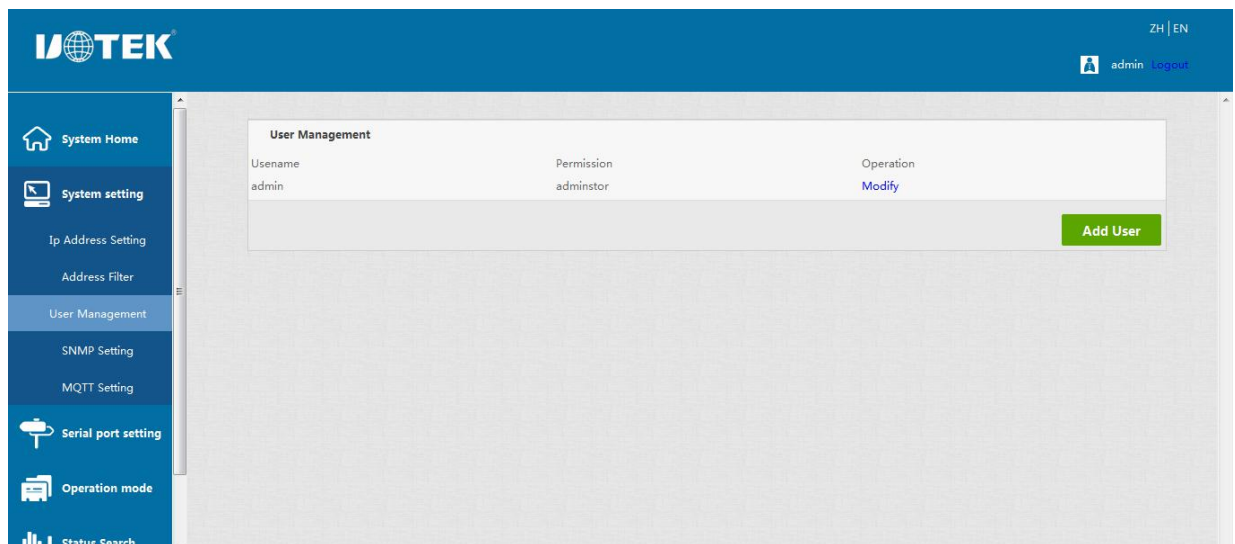 ZH | EN
UOTEK®
admin Logout
System Home
System setting
Ip Address Setting
Address Filter
User Management
SNMP Setting
MQTT Setting
Serial port setting
Operation mode
Status Search
User Management
Usename Permission Operation
admin adminstor Modify
Add User